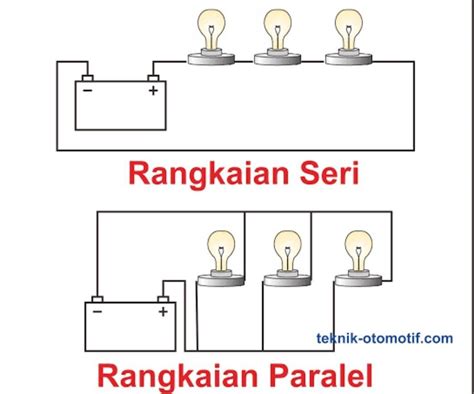 - +
Rangkaian Seri
- +
teknik-otomotif.com
Rangkaian Paralel